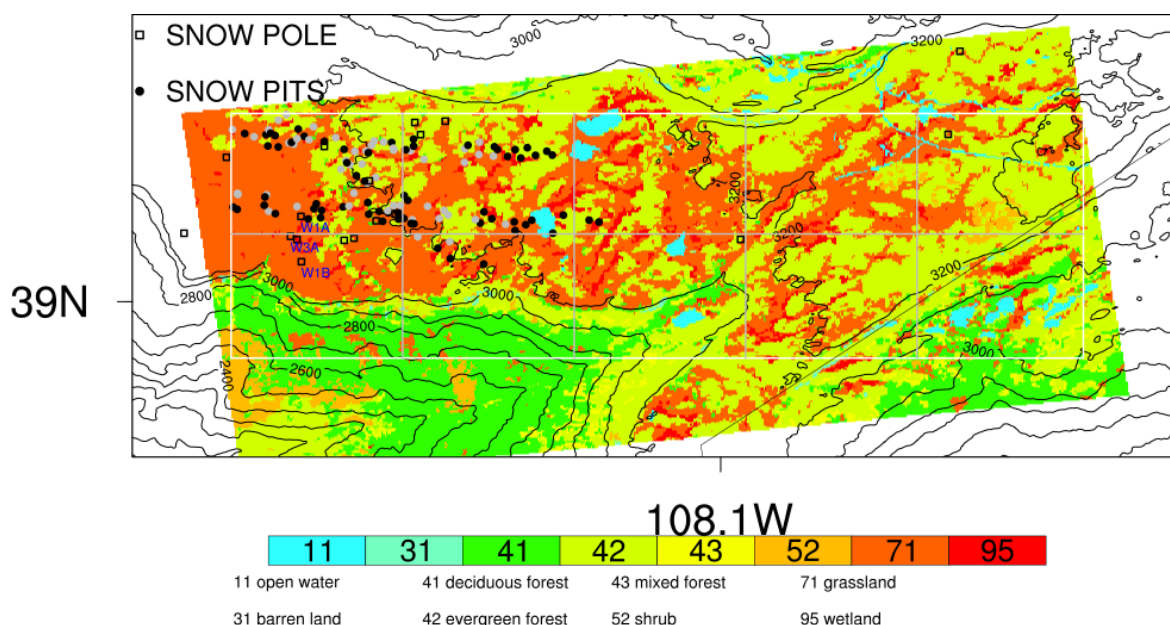 3000
3200
SNOW POLE
SNOW PITS
3200
W1A
W3A
3200
W1B
3200
3000
3000
2800
39N
2800
3000
2600
2400
108.1W
11 31 41 42 43 52 71 95
11 open water 41 deciduous forest 43 mixed forest 71 grassland
31 barren land 42 evergreen forest 52 shrub 95 wetland